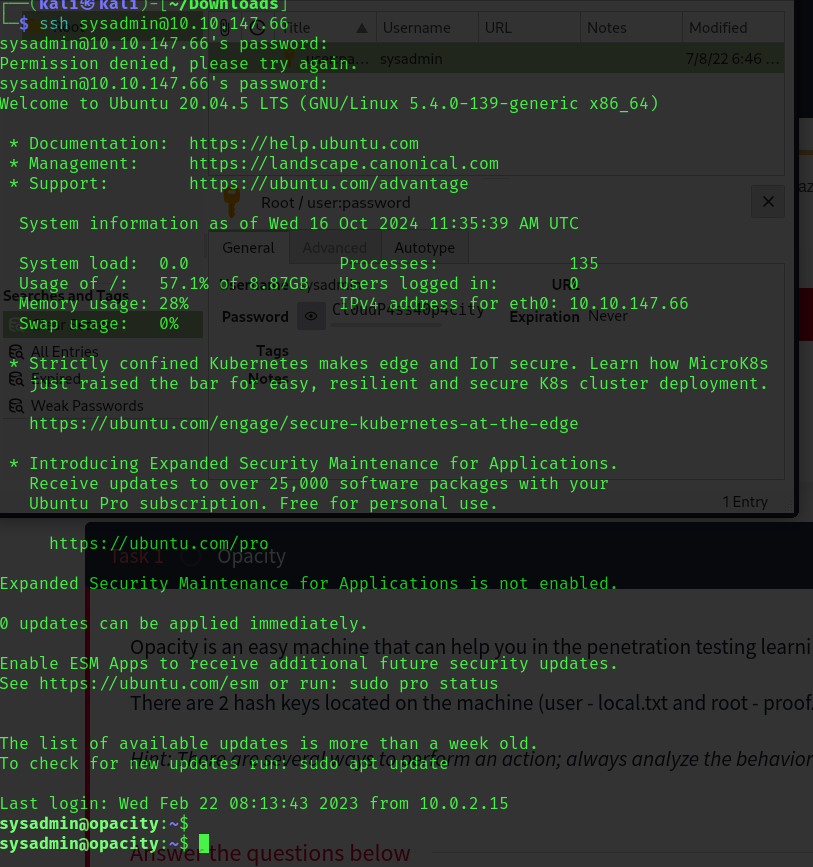 (kali㉿kali)-[~/Downloads]
$ ssh sysadmin@10.10.147.66
Title Username URL Notes Modified
sysadmin@10.10.147.66's password:
Permission denied, please try again.
sysadmin 7/8/22 6:46 ...
sysadmin@10.10.147.66's password:
Welcome to Ubuntu 20.04.5 LTS (GNU/Linux 5.4.0-139-generic x86_64)
* Documentation: https://help.ubuntu.com
* Management: https://landscape.canonical.com
* Support: https://ubuntu.com/advantage
Root / user:password
System information as of Wed 16 Oct 2024 11:35:39 AM UTC
General Advanced Autotype
System load: 0.0 Processes: 135
Usage of /: 57.1% of 8.87GB Users logged in: 0
URL
Searches and Tags
Memory usage: 28% IPv4 address for eth0: 10.10.147.66
Password Expiration Never
Swap usage: 0%
All Entries
Tags
* Strictly confined Kubernetes makes edge and IoT secure. Learn how MicroK8s
just raised the bar for easy, resilient and secure K8s cluster deployment.
Expired
Notes
Weak Passwords
https://ubuntu.com/engage/secure-kubernetes-at-the-edge
* Introducing Expanded Security Maintenance for Applications.
Receive updates to over 25,000 software packages with your
Ubuntu Pro subscription. Free for personal use.
1 Entry
https://ubuntu.com/pro
Task 1 Opacity
Expanded Security Maintenance for Applications is not enabled.
0 updates can be applied immediately.
Opacity is an easy machine that can help you in the penetration testing learni
Enable ESM Apps to receive additional future security updates.
See https://ubuntu.com/esm or run: sudo pro status
There are 2 hash keys located on the machine (user - local.txt and root - proof.
The list of available updates is more than a week old.
Hint: There are several ways to perform an action; always analyze the behavior
To check for new updates run: sudo apt update
Last login: Wed Feb 22 08:13:43 2023 from 10.0.2.15
sysadmin@opacity:~$
sysadmin@opacity:~$
Answer the questions below